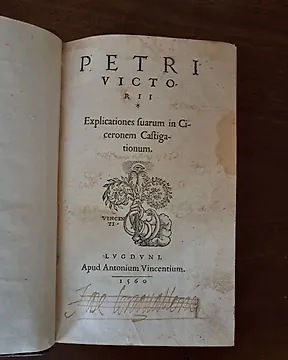 PETRI
VICTO-
RII
*
Explicationes ſuarum in Ci-
ceronem Caſtiga-
tionum.
VINCEN
TI·
LVGDVNI,
Apud Antonium Vincentium.
1560